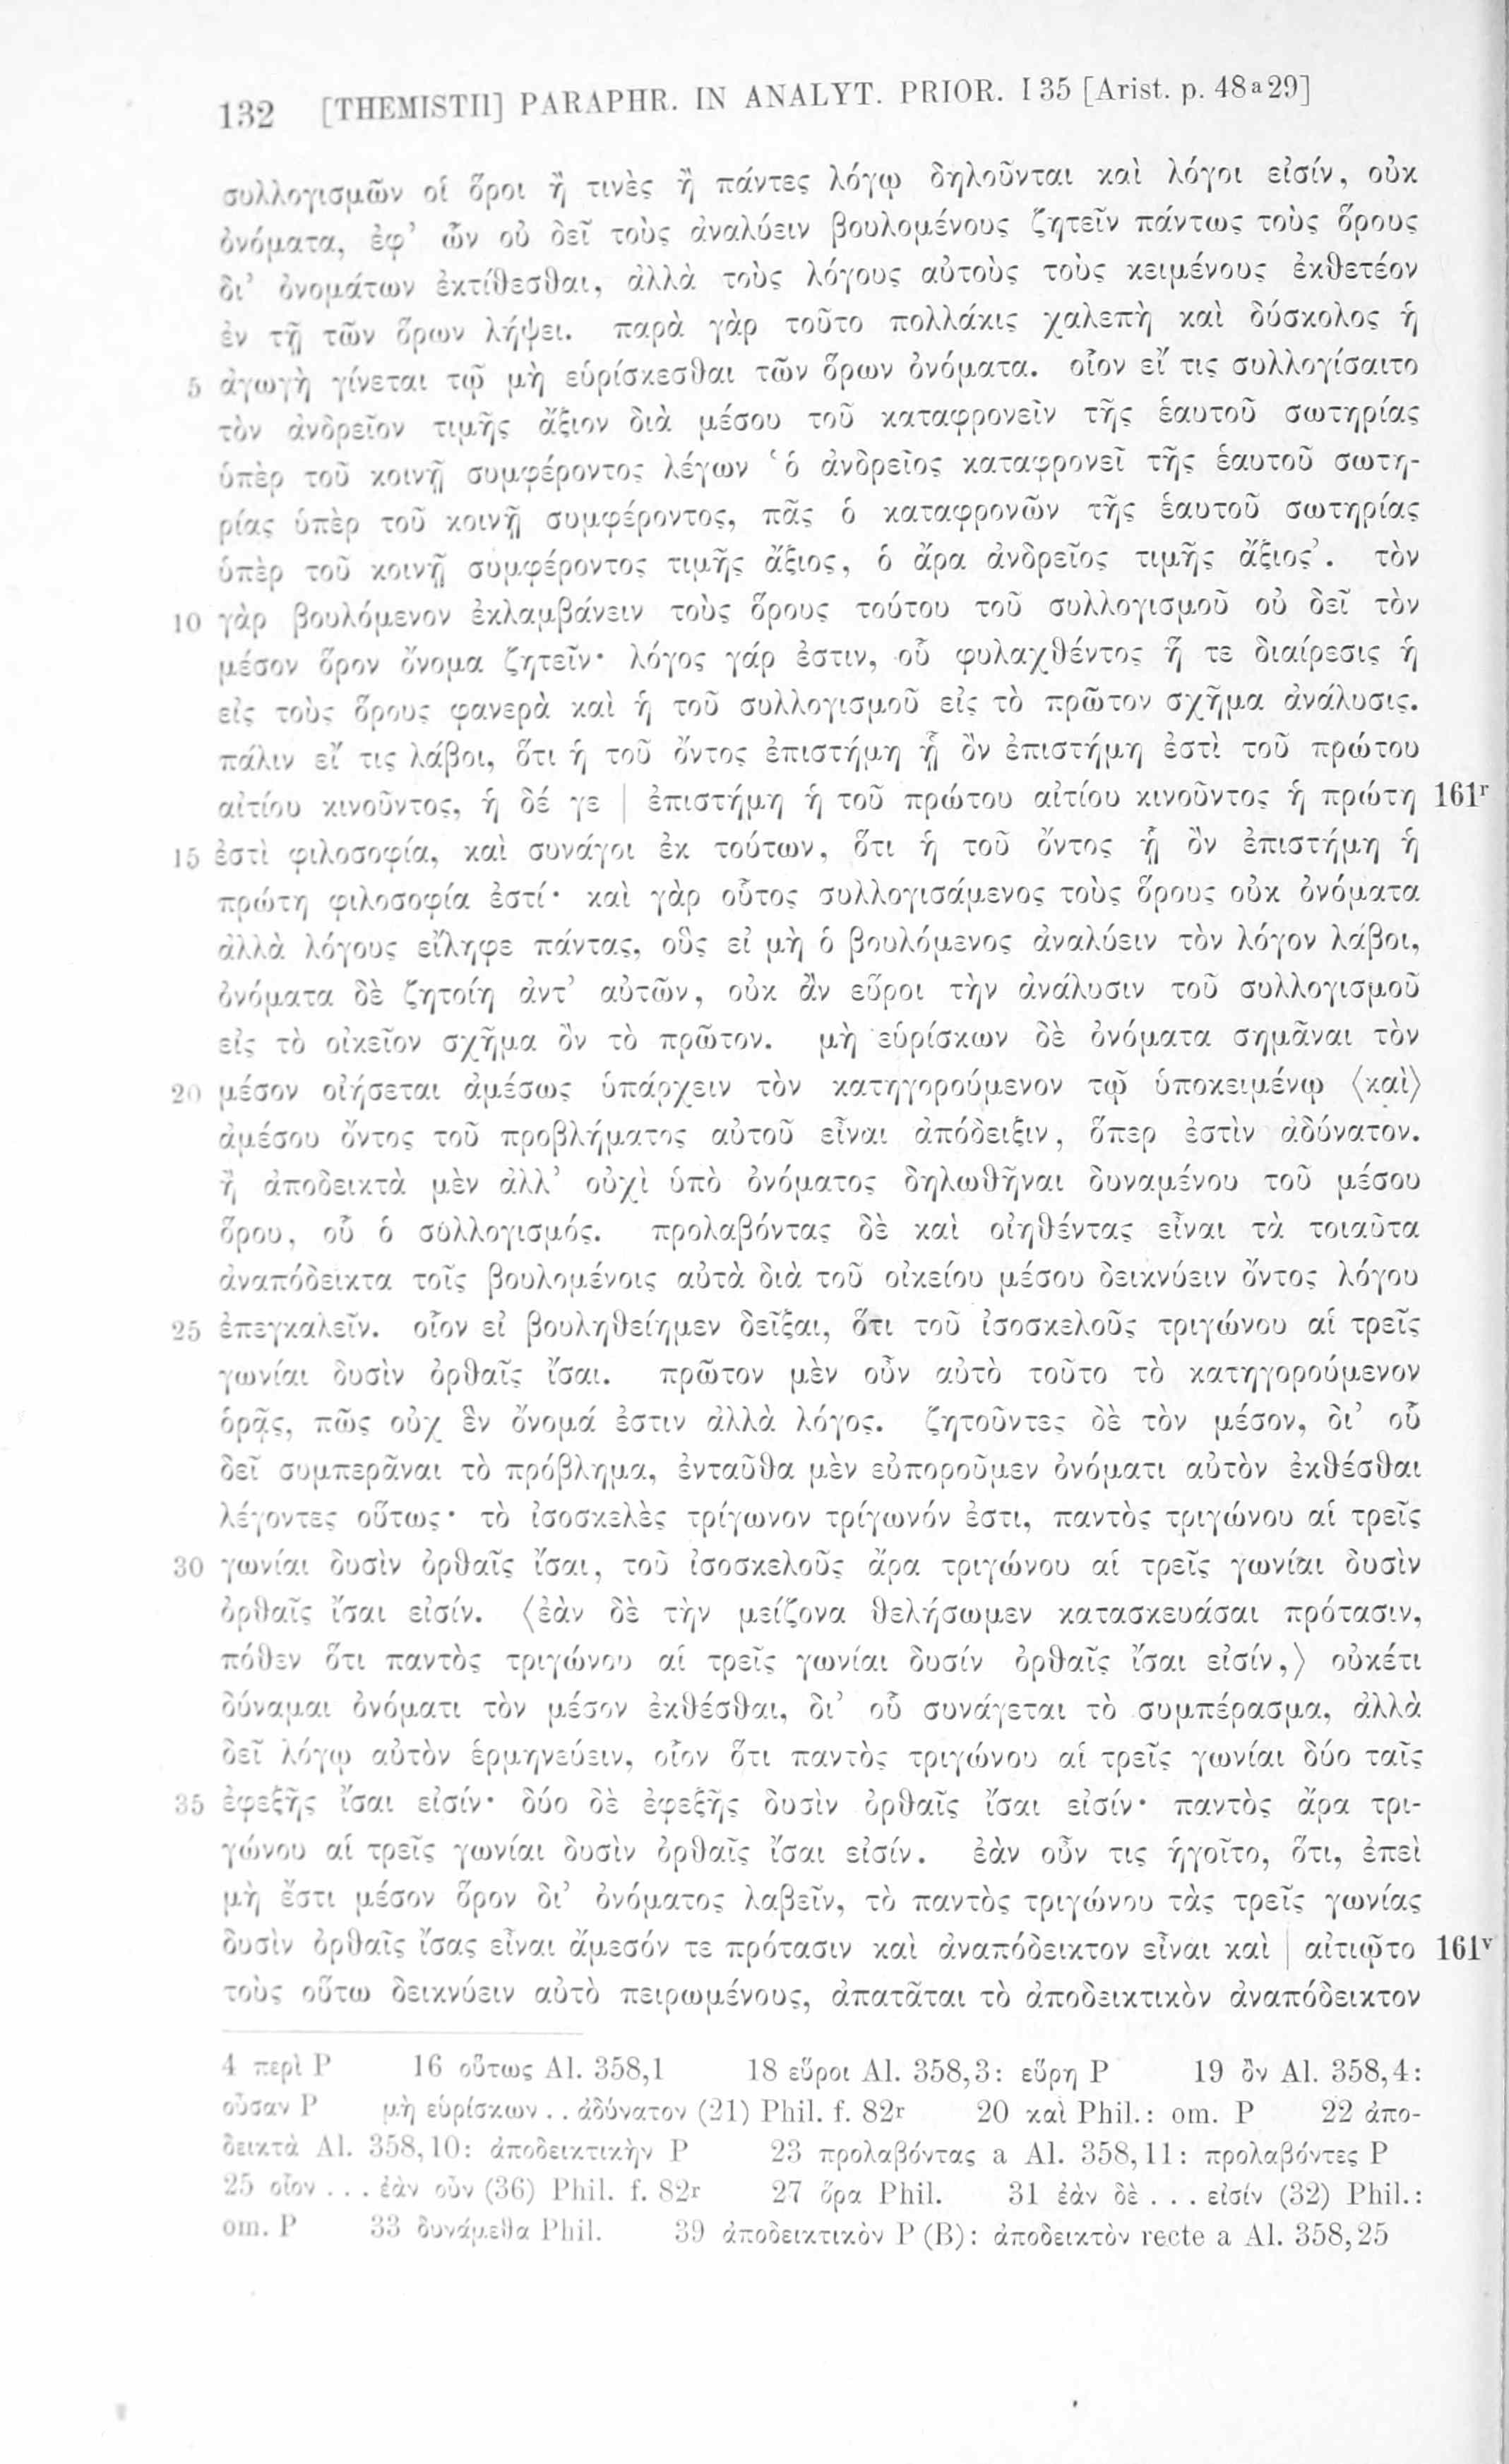 132 [THEMISTII] PARAPHR. IN ANALYT. PRIOR. I 35 [Arist. p. 48ᵃ29]
συλλογισμῶν οἱ ὅροι ἢ τινὲς ἢ πάντες λόγῳ δηλοῦνται καὶ λόγοι εἰσίν, οὐκ
ὀνόματα, ἐφ’ ὧν οὐ δεῖ τοὺς ἀναλύειν βουλομένους ζητεῖν πάντως τοὺς ὅρους
δι’ ὀνομάτων ἐκτίθεσθαι, ἀλλὰ τοὺς λόγους αὐτοὺς τοὺς κειμένους ἐκθετέον
ἐν τῇ τῶν ὅρων λήψει. παρὰ γὰρ τοῦτο πολλάκις χαλεπὴ καὶ δύσκολος ἡ
5 ἀγωγὴ γίνεται τῷ μὴ εὑρίσκεσθαι τῶν ὅρων ὀνόματα. οἷον εἴ τις συλλογίσαιτο
τὸν ἀνδρεῖον τιμῆς ἄξιον διὰ μέσου τοῦ καταφρονεῖν τῆς ἑαυτοῦ σωτηρίας
ὑπὲρ τοῦ κοινῇ συμφέροντος λέγων ‘ὁ ἀνδρεῖος καταφρονεῖ τῆς ἑαυτοῦ σωτη-
ρίας ὑπὲρ τοῦ κοινῇ συμφέροντος, πᾶς ὁ καταφρονῶν τῆς ἑαυτοῦ σωτηρίας
ὑπὲρ τοῦ κοινῇ συμφέροντος τιμῆς ἄξιος, ὁ ἄρα ἀνδρεῖος τιμῆς ἄξιος’. τὸν
10 γὰρ βουλόμενον ἐκλαμβάνειν τοὺς ὅρους τούτου τοῦ συλλογισμοῦ οὐ δεῖ τὸν
μέσον ὅρον ὄνομα ζητεῖν· λόγος γάρ ἐστιν, οὗ φυλαχθέντος ἥ τε διαίρεσις ἡ
εἰς τοὺς ὅρους φανερὰ καὶ ἡ τοῦ συλλογισμοῦ εἰς τὸ πρῶτον σχῆμα ἀνάλυσις.
πάλιν εἴ τις λάβοι, ὅτι ἡ τοῦ ὄντος ἐπιστήμη ᾗ ὂν ἐπιστήμη ἐστὶ τοῦ πρώτου
αἰτίου κινοῦντος, ἡ δέ γε | ἐπιστήμη ἡ τοῦ πρώτου αἰτίου κινοῦντος ἡ πρώτη 161ʳ
15 ἐστὶ φιλοσοφία, καὶ συνάγοι ἐκ τούτων, ὅτι ἡ τοῦ ὄντος ᾗ ὂν ἐπιστήμη ἡ
πρώτη φιλοσοφία ἐστί· καὶ γὰρ οὗτος συλλογισάμενος τοὺς ὅρους οὐκ ὀνόματα
ἀλλὰ λόγους εἴληφε πάντας, οὓς εἰ μὴ ὁ βουλόμενος ἀναλύειν τὸν λόγον λάβοι,
ὀνόματα δὲ ζητοίη ἀντ’ αὐτῶν, οὐκ ἂν εὕροι τὴν ἀνάλυσιν τοῦ συλλογισμοῦ
εἰς τὸ οἰκεῖον σχῆμα ὂν τὸ πρῶτον. μὴ εὑρίσκων δὲ ὀνόματα σημᾶναι τὸν
20 μέσον οἰήσεται ἀμέσως ὑπάρχειν τὸν κατηγορούμενον τῷ ὑποκειμένῳ ⟨καὶ⟩
ἀμέσου ὄντος τοῦ προβλήματος αὐτοῦ εἶναι ἀπόδειξιν, ὅπερ ἐστὶν ἀδύνατον.
ἢ ἀποδεικτὰ μὲν ἀλλ’ οὐχὶ ὑπὸ ὀνόματος δηλωθῆναι δυναμένου τοῦ μέσου
ὅρου, οὗ ὁ συλλογισμός. προλαβόντας δὲ καὶ οἰηθέντας εἶναι τὰ τοιαῦτα
ἀναπόδεικτα τοῖς βουλομένοις αὐτὰ διὰ τοῦ οἰκείου μέσου δεικνύειν ὄντος λόγου
25 ἐπεγκαλεῖν. οἷον εἰ βουληθείημεν δεῖξαι, ὅτι τοῦ ἰσοσκελοῦς τριγώνου αἱ τρεῖς
γωνίαι δυσὶν ὀρθαῖς ἴσαι. πρῶτον μὲν οὖν αὐτὸ τοῦτο τὸ κατηγορούμενον
ὁρᾷς, πῶς οὐχ ἓν ὄνομά ἐστιν ἀλλὰ λόγος. ζητοῦντες δὲ τὸν μέσον, δι’ οὗ
δεῖ συμπερᾶναι τὸ πρόβλημα, ἐνταῦθα μὲν εὐποροῦμεν ὀνόματι αὐτὸν ἐκθέσθαι
λέγοντες οὕτως· τὸ ἰσοσκελὲς τρίγωνον τρίγωνόν ἐστι, παντὸς τριγώνου αἱ τρεῖς
30 γωνίαι δυσὶν ὀρθαῖς ἴσαι, τοῦ ἰσοσκελοῦς ἄρα τριγώνου αἱ τρεῖς γωνίαι δυσὶν
ὀρθαῖς ἴσαι εἰσίν. ⟨ἐὰν δὲ τὴν μείζονα θελήσωμεν κατασκευάσαι πρότασιν,
πόθεν ὅτι παντὸς τριγώνου αἱ τρεῖς γωνίαι δυσίν ὀρθαῖς ἴσαι εἰσίν,⟩ οὐκέτι
δύναμαι ὀνόματι τὸν μέσον ἐκθέσθαι, δι’ οὗ συνάγεται τὸ συμπέρασμα, ἀλλὰ
δεῖ λόγῳ αὐτὸν ἑρμηνεύειν, οἷον ὅτι παντὸς τριγώνου αἱ τρεῖς γωνίαι δύο ταῖς
35 ἐφεξῆς ἴσαι εἰσίν· δύο δὲ ἐφεξῆς δυσὶν ὀρθαῖς ἴσαι εἰσίν· παντὸς ἄρα τρι-
γώνου αἱ τρεῖς γωνίαι δυσὶν ὀρθαῖς ἴσαι εἰσίν. ἐὰν οὖν τις ἡγοῖτο, ὅτι, ἐπεὶ
μὴ ἔστι μέσον ὅρον δι’ ὀνόματος λαβεῖν, τὸ παντὸς τριγώνου τὰς τρεῖς γωνίας
δυσὶν ὀρθαῖς ἴσας εἶναι ἄμεσόν τε πρότασιν καὶ ἀναπόδεικτον εἶναι καὶ | αἰτιῷτο 161ᵛ
τοὺς οὕτω δεικνύειν αὐτὸ πειρωμένους, ἀπατᾶται τὸ ἀποδεικτικὸν ἀναπόδεικτον
4 περὶ P 16 οὕτως Al. 358,1 18 εὕροι Al. 358,3: εὕρῃ P 19 ὂν Al. 358,4:
οὖσαν P μὴ εὑρίσκων . . ἀδύνατον (21) Phil. f. 82r 20 καὶ Phil.: om. P 22 ἀπο-
δεικτὰ Al. 358,10: ἀποδεικτικὴν P 23 προλαβόντας a Al. 358,11: προλαβόντες P
25 οἷον . . . ἐὰν οὖν (36) Phil. f. 82r 27 ὅρα Phil. 31 ἐὰν δὲ . . . εἰσίν (32) Phil.:
om. P 33 δυνάμεθα Phil. 39 ἀποδεικτικὸν P (B): ἀποδεικτὸν recte a Al. 358,25